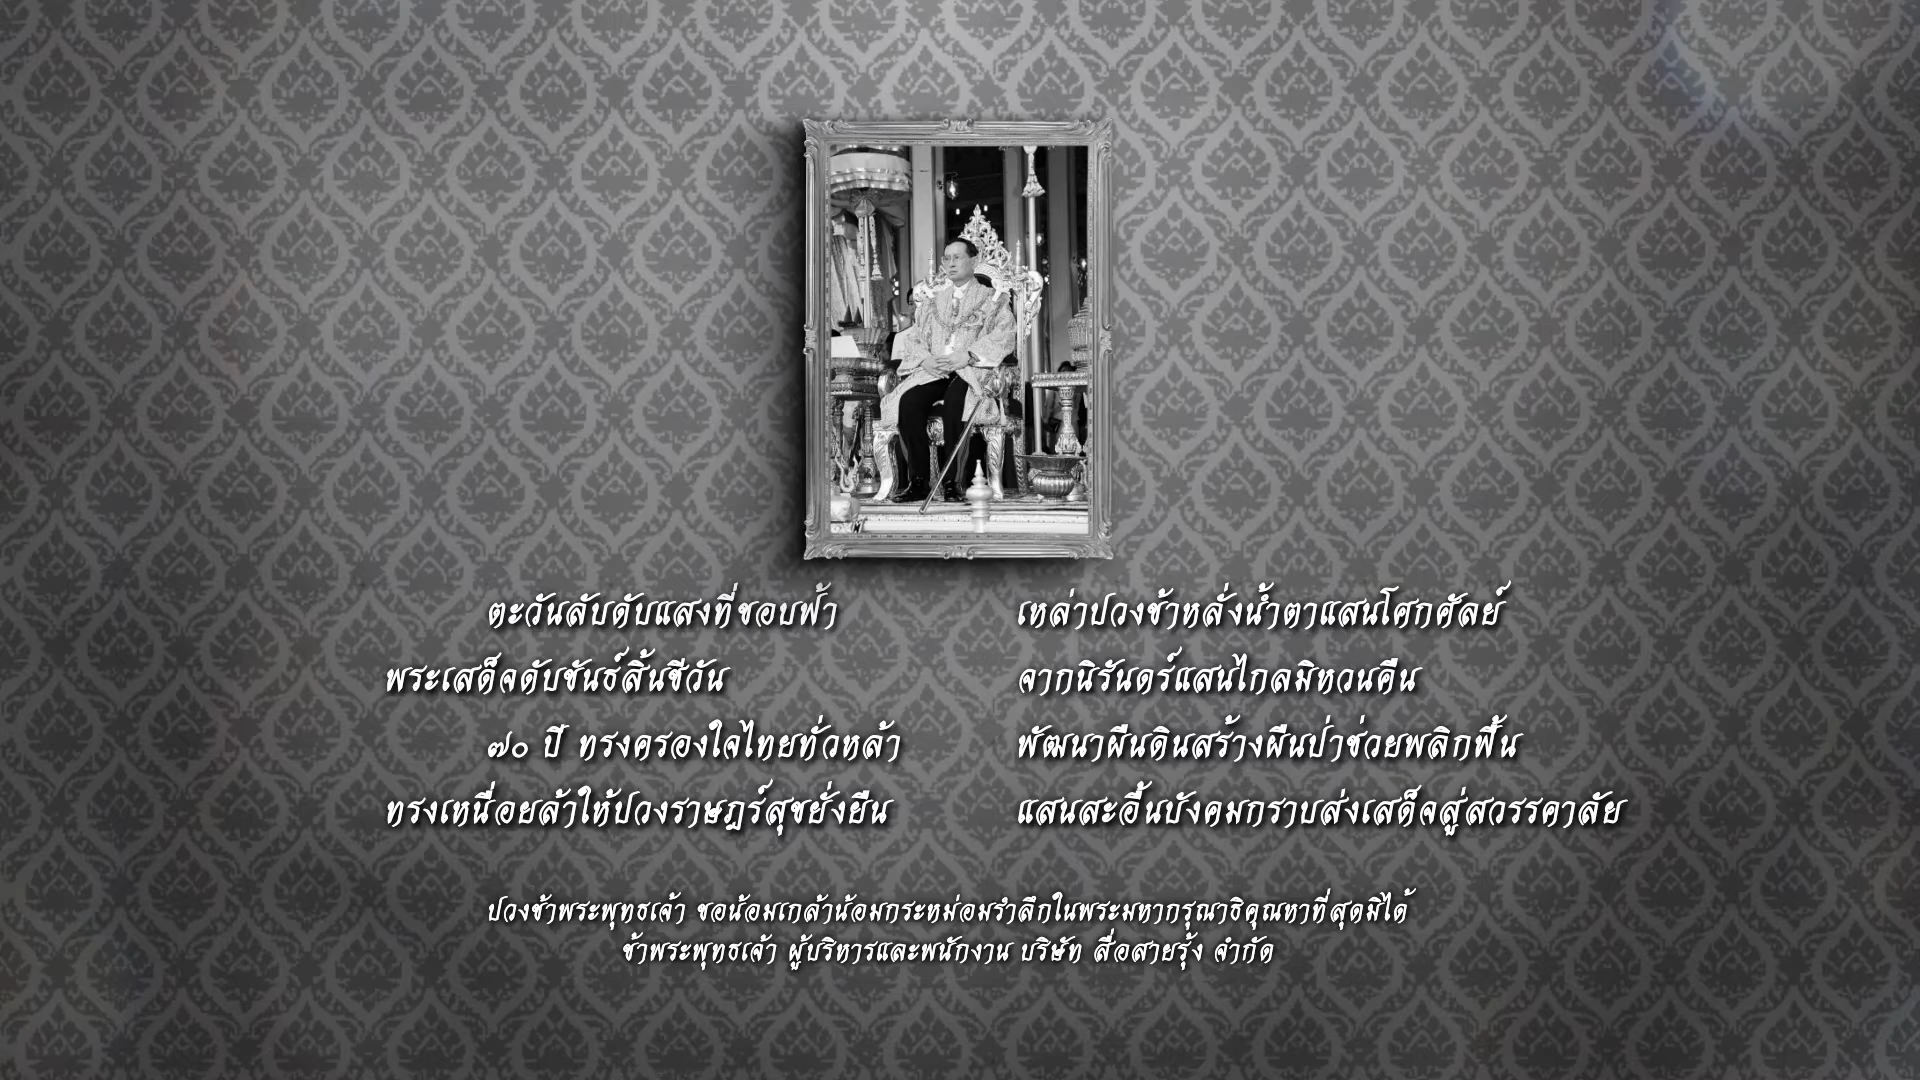 ตะวันลับดับแสงที่ขอบฟ้า เหล่าปวงข้าหลั่งน้ำตาแสนโศกศัลย์
พระเสด็จดับขันธ์สิ้นชีวัน จากนิรันดร์แสนไกลมิหวนคืน
๗๐ ปี ทรงครองใจไทยทั่วหล้า พัฒนาผืนดินสร้างผืนป่าช่วยพลิกฟื้น
ทรงเหนื่อยล้าให้ปวงราษฎร์สุขยั่งยืน แสนสะอื้นบังคมกราบส่งเสด็จสู่สวรรคาลัย
ปวงข้าพระพุทธเจ้า ขอน้อมเกล้าน้อมกระหม่อมรำลึกในพระมหากรุณาธิคุณหาที่สุดมิได้
ข้าพระพุทธเจ้า ผู้บริหารและพนักงาน บริษัท สื่อสายรุ้ง จำกัด